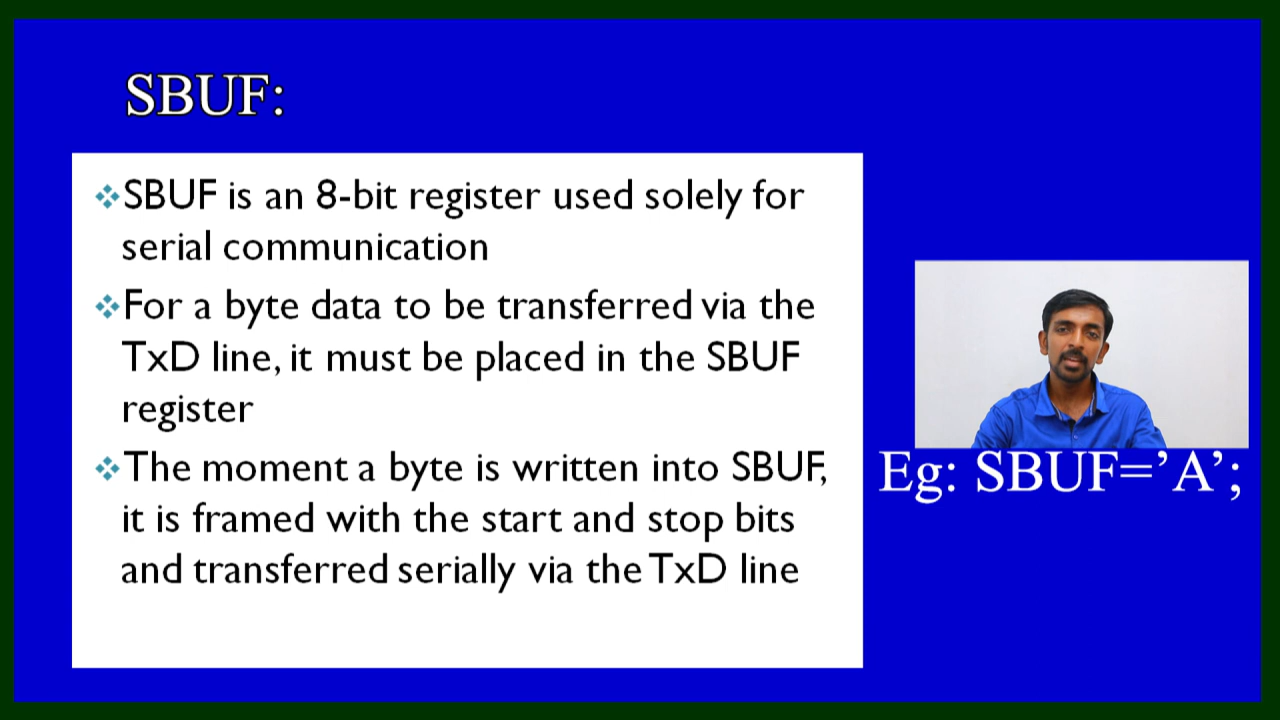 SBUF:
❖SBUF is an 8-bit register used solely for
serial communication
❖For a byte data to be transferred via the
TxD line, it must be placed in the SBUF
register
❖The moment a byte is written into SBUF,
it is framed with the start and stop bits
and transferred serially via the TxD line
Eg: SBUF=’A’;